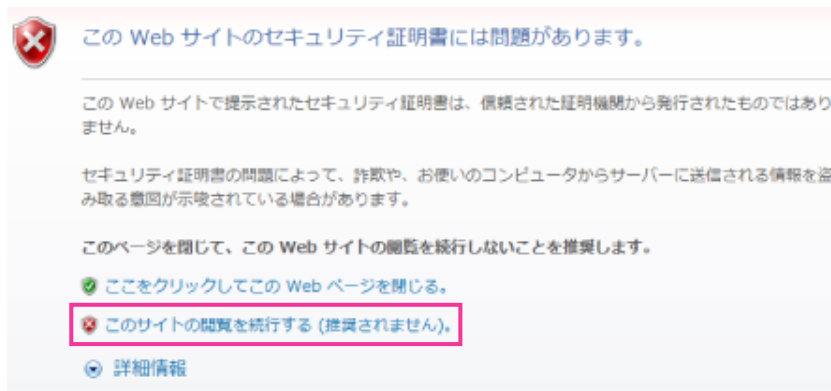 この Web サイトのセキュリティ証明書には問題があります。
この Web サイトで提示されたセキュリティ証明書は、信頼された証明機関から発行されたものではあり
ません。
セキュリティ証明書の問題によって、詐欺や、お使いのコンピュータからサーバーに送信される情報を盗
み取る意図が示唆されている場合があります。
このページを閉じて、この Web サイトの閲覧を続行しないことを推奨します。
ここをクリックしてこの Web ページを閉じる。
このサイトの閲覧を続行する (推奨されません)。
詳細情報